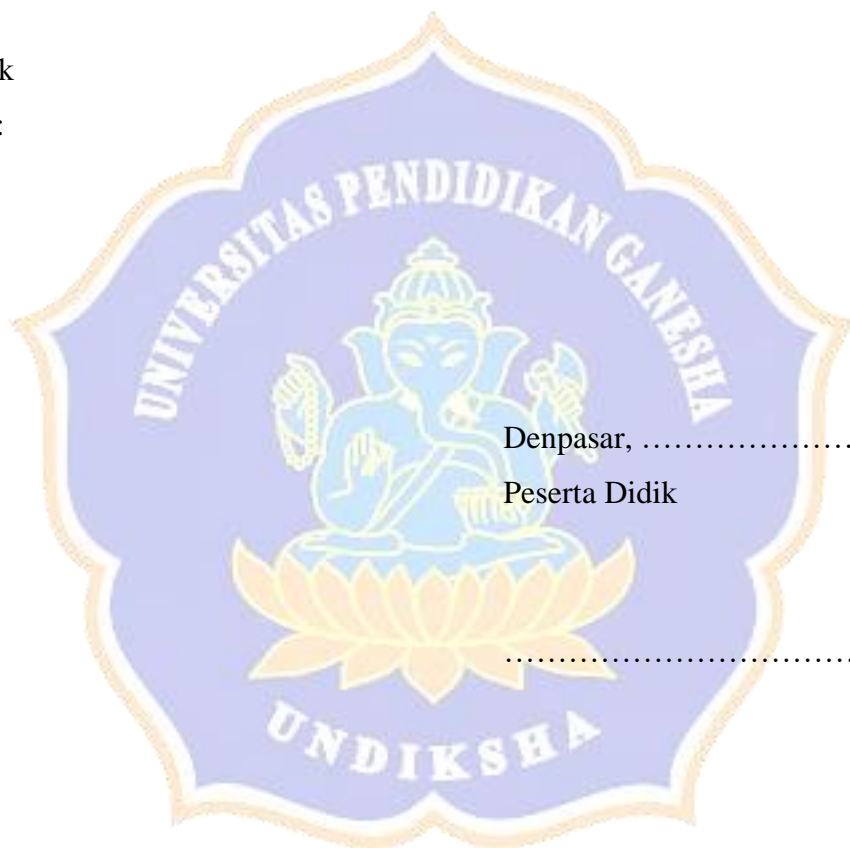 k
:
UNIVERSITAS PENDIDIKAN GANESHA
Denpasar, …………………
Peserta Didik
……………………………
UNDIKSHA